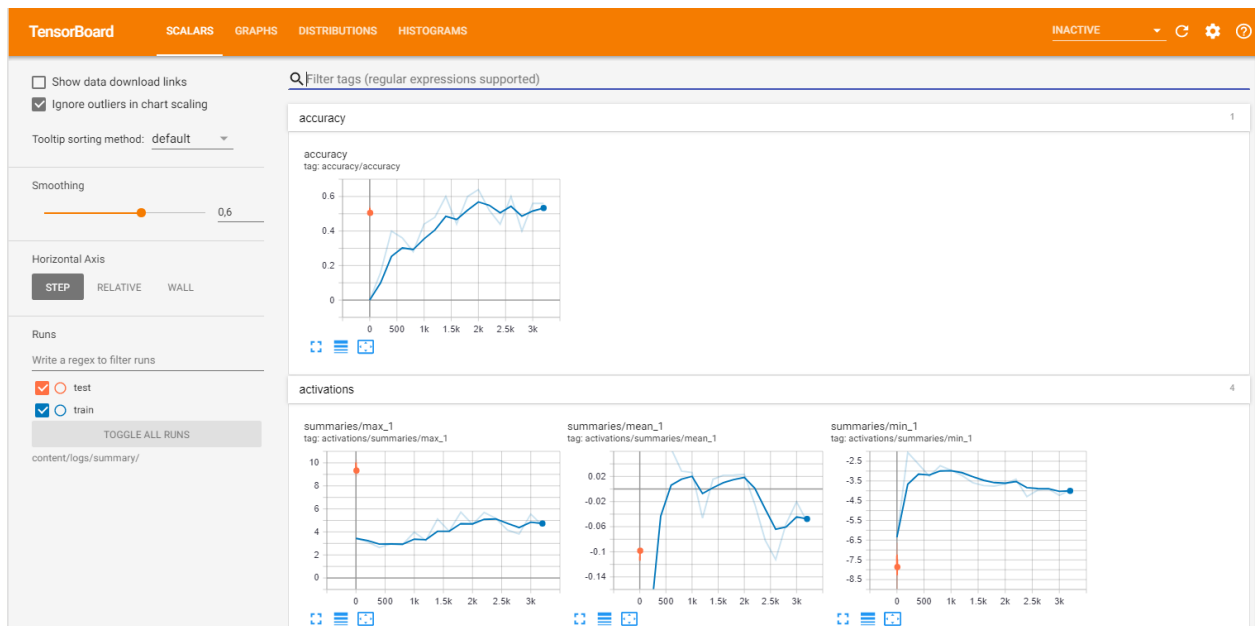 TensorBoard SCALARS GRAPHS DISTRIBUTIONS HISTOGRAMS INACTIVE
Show data download links
Ignore outliers in chart scaling
Tooltip sorting method: default
Smoothing
0,6
Horizontal Axis
STEP RELATIVE WALL
Runs
Write a regex to filter runs
test
train
TOGGLE ALL RUNS
content/logs/summary/
Filter tags (regular expressions supported)
accuracy 1
accuracy
tag: accuracy/accuracy
0.6
0.4
0.2
0
0 500 1k 1.5k 2k 2.5k 3k
activations 4
summaries/max_1
tag: activations/summaries/max_1
10
8
6
4
2
0
0 500 1k 1.5k 2k 2.5k 3k
summaries/mean_1
tag: activations/summaries/mean_1
0.02
-0.02
-0.06
-0.1
-0.14
0 500 1k 1.5k 2k 2.5k 3k
summaries/min_1
tag: activations/summaries/min_1
-2.5
-3.5
-4.5
-5.5
-6.5
-7.5
-8.5
0 500 1k 1.5k 2k 2.5k 3k